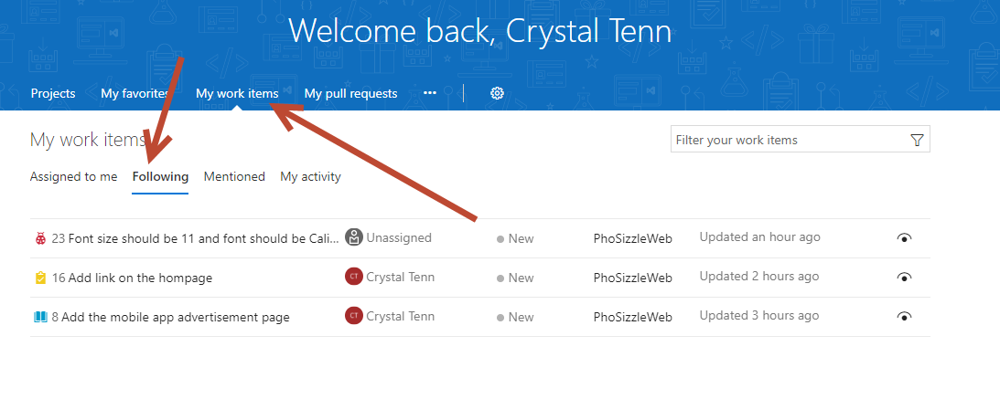 Welcome back, Crystal Tenn
Projects My favorites My work items My pull requests •••
My work items
Filter your work items
Assigned to me Following Mentioned My activity
23 Font size should be 11 and font should be Cali... Unassigned New PhoSizzleWeb Updated an hour ago
16 Add link on the hompage CT Crystal Tenn New PhoSizzleWeb Updated 2 hours ago
8 Add the mobile app advertisement page CT Crystal Tenn New PhoSizzleWeb Updated 3 hours ago